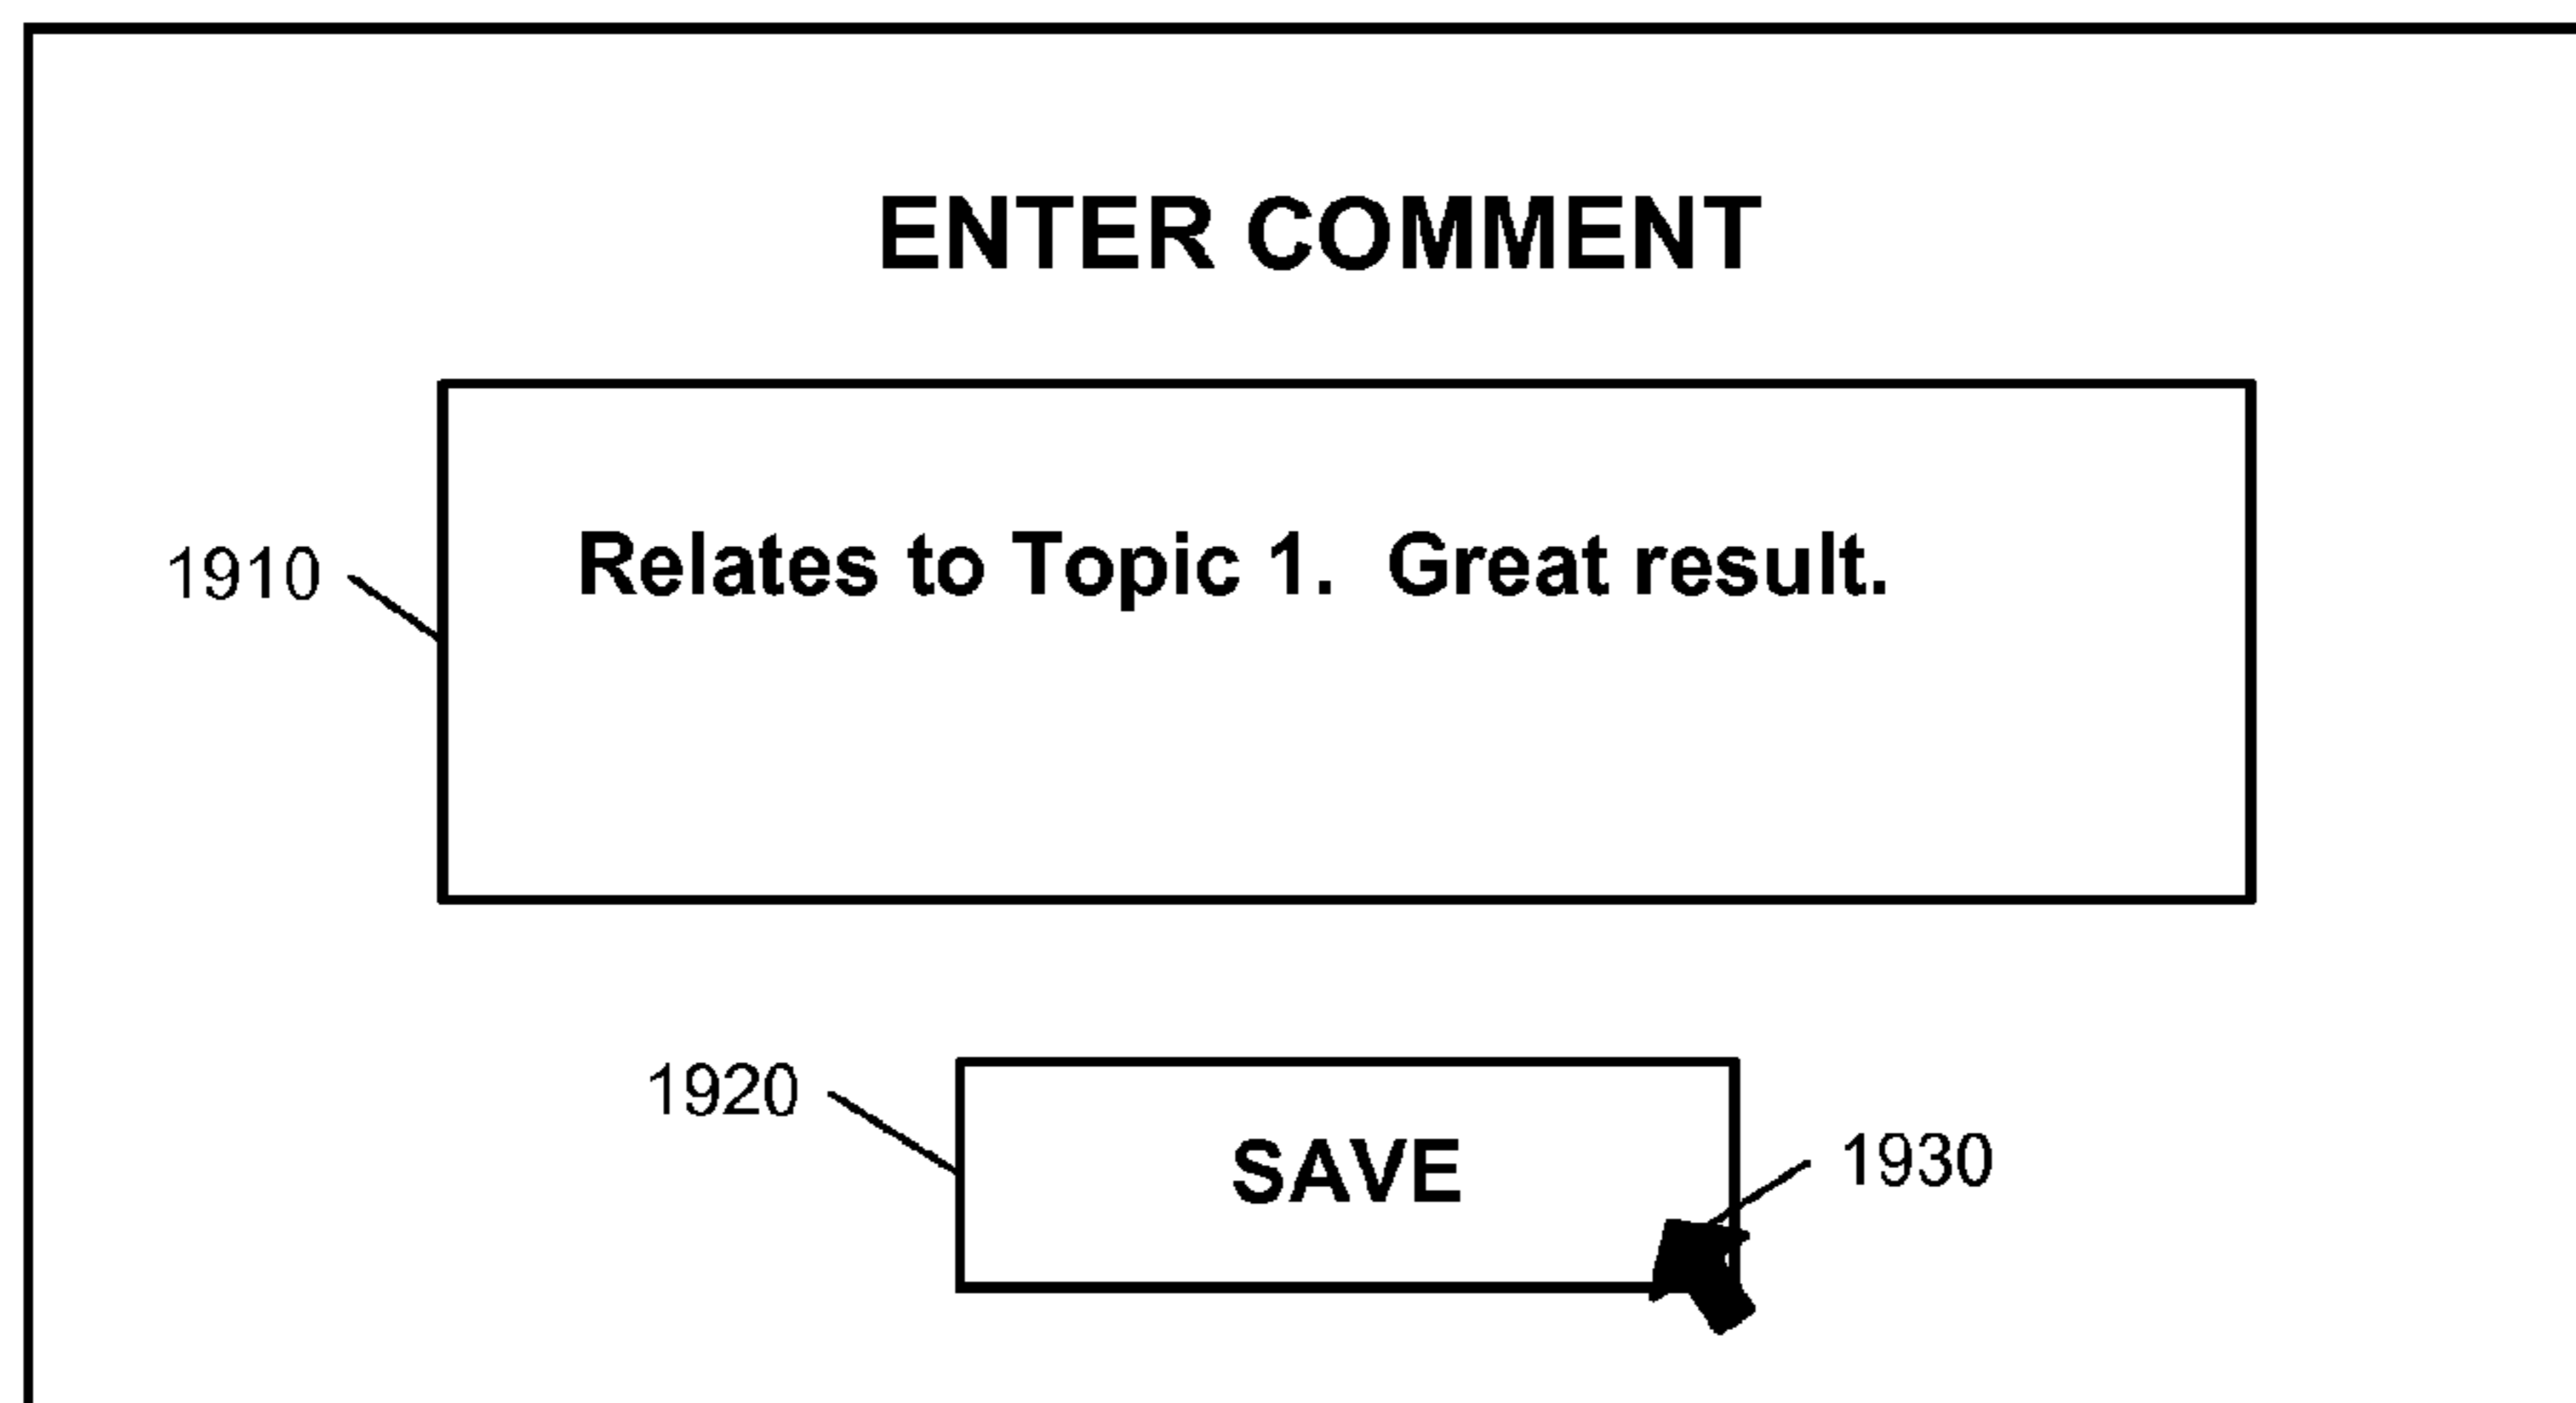 ENTER COMMENT
1910
Relates to Topic 1.  Great result.
1920
SAVE
1930